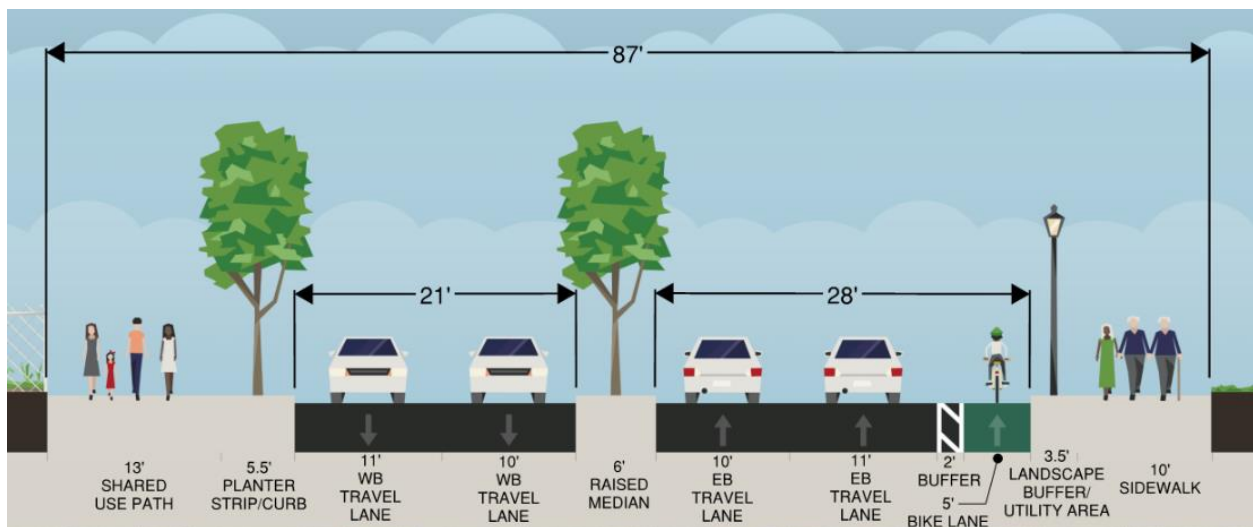 87'
21'
28'
13'
SHARED
USE PATH
5.5'
PLANTER
STRIP/CURB
11'
WB
TRAVEL
LANE
10'
WB
TRAVEL
LANE
6'
RAISED
MEDIAN
10'
EB
TRAVEL
LANE
11'
EB
TRAVEL
LANE
2'
BUFFER
5'
BIKE LANE
3.5'
LANDSCAPE
BUFFER/
UTILITY AREA
10'
SIDEWALK